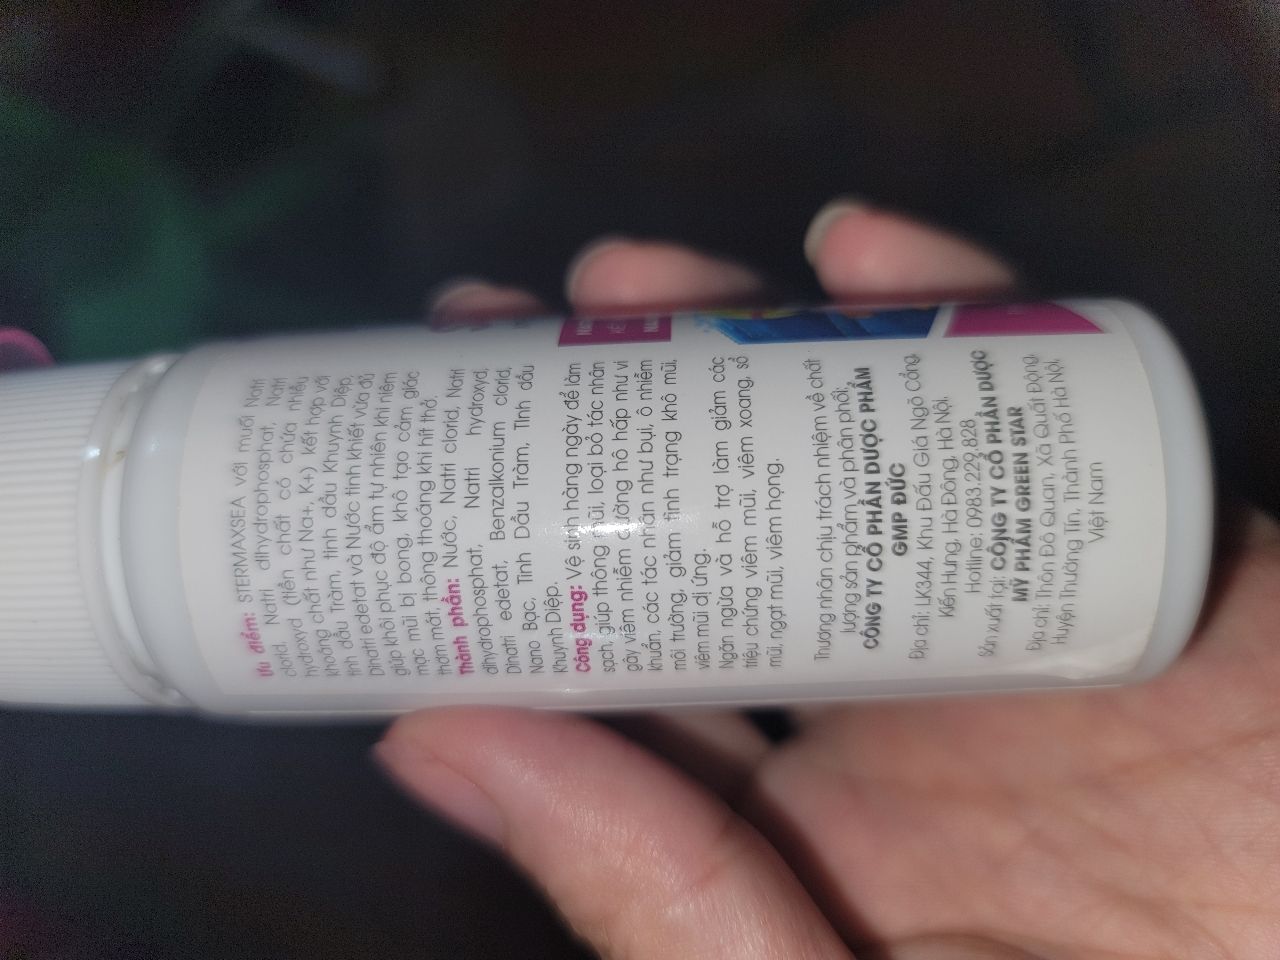 Ưu điểm: STERMAXSEA với muối Natri
clorid, Natri dihydrophosphat, Natri
hydroxyd (tiền chất có chứa nhiều
khoáng chất như Na+, K+) kết hợp với
tinh dầu Tràm, tinh dầu Khuynh Diệp,
Dinatri edetat và Nước tinh khiết vừa đủ
giúp khôi phục độ ẩm tự nhiên khi niêm
mạc mũi bị bong, khô tạo cảm giác
thơm mát, thông thoáng khi hít thở.
Thành phần: Nước, Natri clorid, Natri
dihydrophosphat, Natri hydroxyd,
Dinatri edetat, Benzalkonium clorid,
Nano Bạc, Tinh Dầu Tràm, Tinh dầu
Khuynh Diệp.
Công dụng: Vệ sinh hàng ngày để làm
sạch, giúp thông mũi, loại bỏ tác nhân
gây viêm nhiễm đường hô hấp như vi
khuẩn, các tác nhân như bụi, ô nhiễm
môi trường, giảm tình trạng khô mũi,
viêm mũi dị ứng.
Ngăn ngừa và hỗ trợ làm giảm các
triệu chứng viêm mũi, viêm xoang, sổ
mũi, ngạt mũi, viêm họng.
Thương nhân chịu trách nhiệm về chất
lượng sản phẩm và phân phối:
CÔNG TY CỔ PHẦN DƯỢC PHẨM
GMP ĐỨC
Địa chỉ: LK344, Khu Đấu Giá Ngô Cổng,
Kiến Hưng, Hà Đông, Hà Nội.
Hotline: 0983.229.828
Sản xuất tại: CÔNG TY CỔ PHẦN DƯỢC
MỸ PHẨM GREEN STAR
Địa chỉ: Thôn Đô Quan, Xã Quất Động,
Huyện Thường Tín, Thành Phố Hà Nội,
Việt Nam